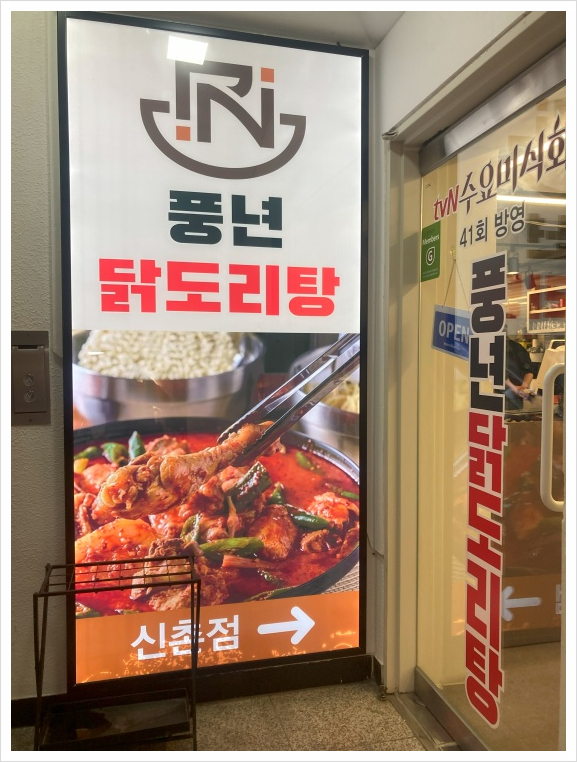 풍년
닭도리탕
신촌점
tvN 수요미식회
41회 방영
OPEN
풍년닭도리탕